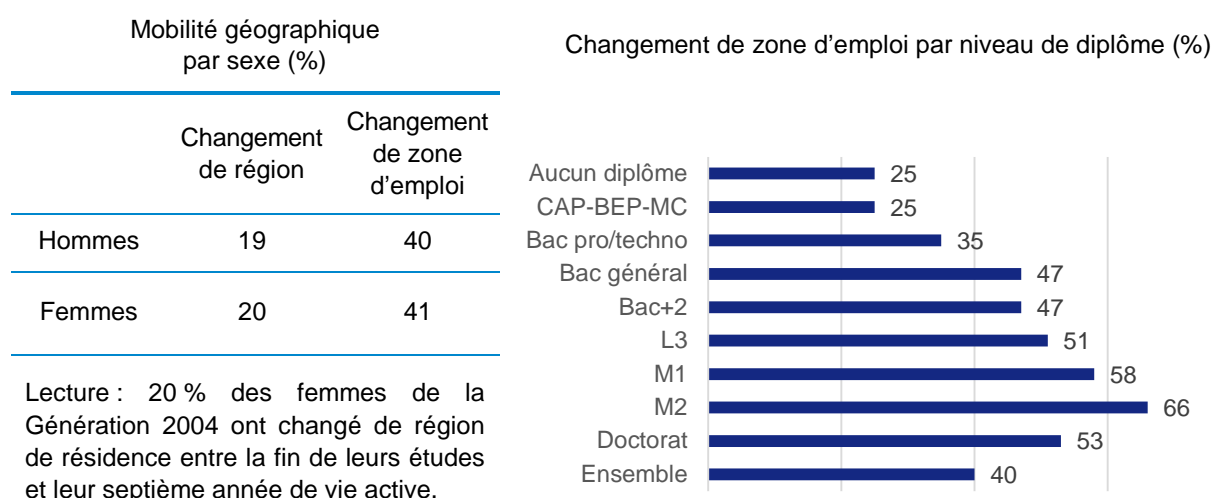 Mobilité géographique
par sexe (%)
Changement
de région
Changement
de zone
d'emploi
Hommes 19 40
Femmes 20 41
Lecture : 20 % des femmes de la
Génération 2004 ont changé de région
de résidence entre la fin de leurs études
et leur septième année de vie active.
Changement de zone d'emploi par niveau de diplôme (%)
Aucun diplôme 25
CAP-BEP-MC 25
Bac pro/techno 35
Bac général 47
Bac+2 47
L3 51
M1 58
M2 66
Doctorat 53
Ensemble 40